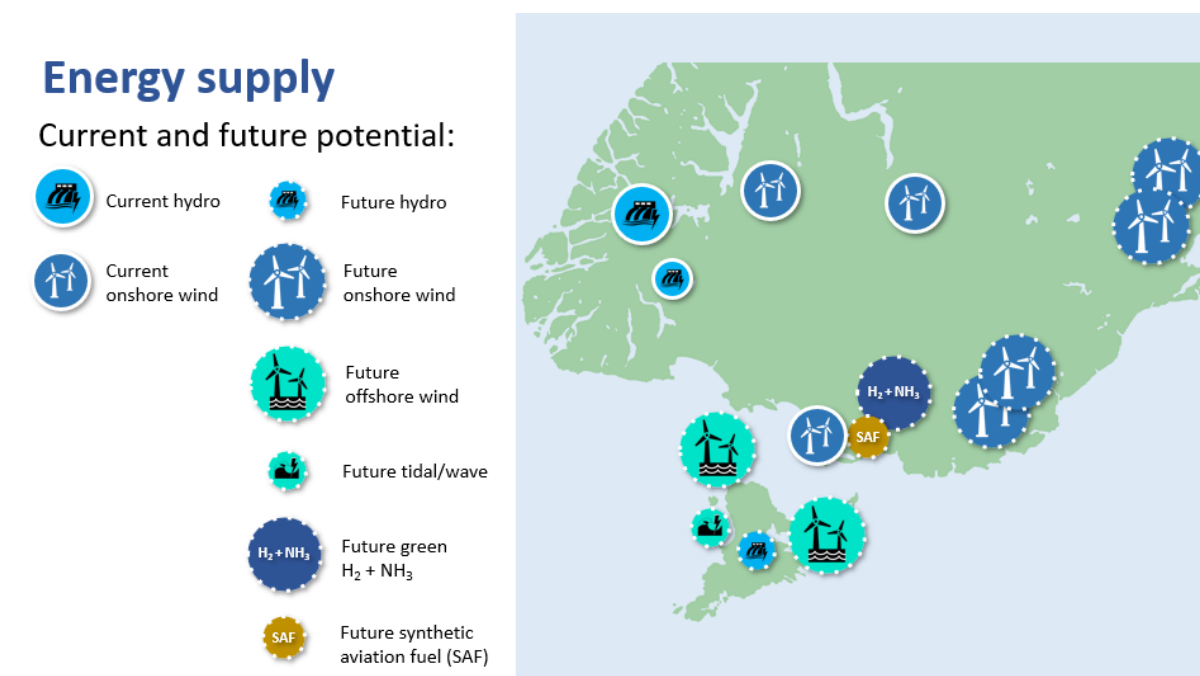 Energy supply
Current and future potential:
Current hydro
Future hydro
Current
onshore wind
Future
onshore wind
Future
offshore wind
Future tidal/wave
H₂ + NH₃
Future green
H₂ + NH₃
SAF
Future synthetic
aviation fuel (SAF)
H₂ + NH₃
SAF